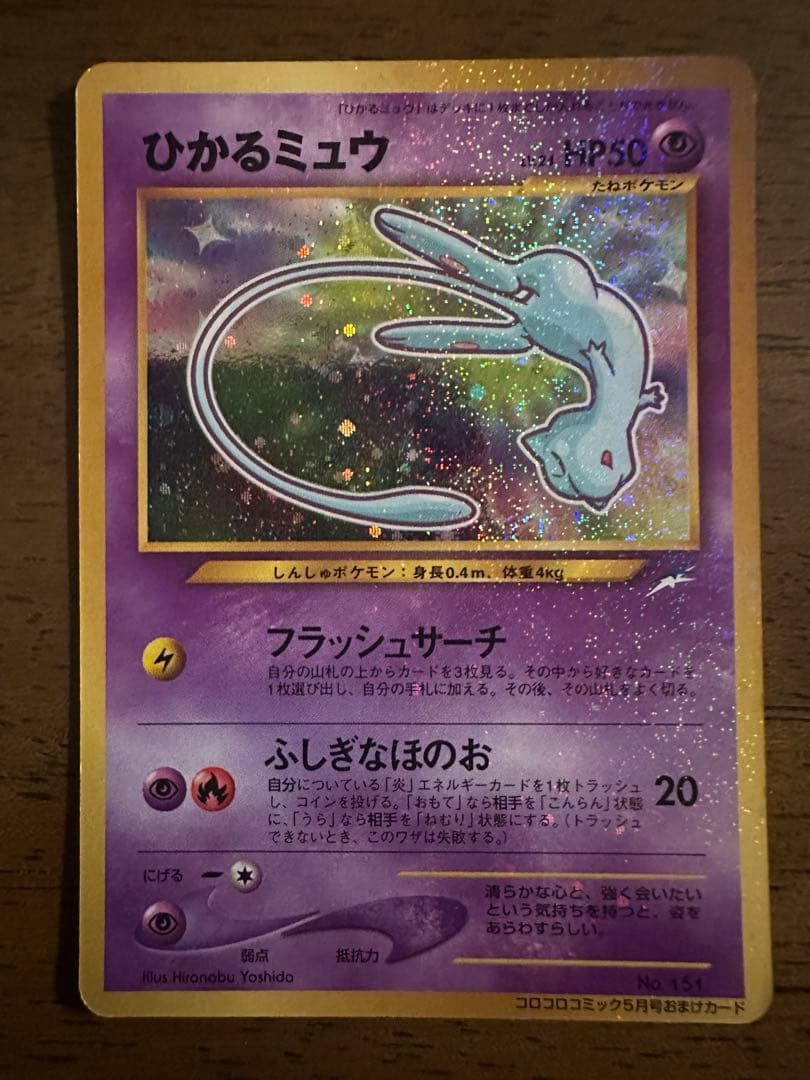 「ひかるミュウ」はデッキに1枚
ひかるミュウ
LV.24 HP50
たねポケモン
しんしゅポケモン：身長0.4m、体重4kg
フラッシュサーチ
自分の山札の上からカードを3枚見る。その中から好きなカードを
1枚選び出し、自分の手札に加える。その後、その山札をよく切る。
ふしぎなほのお
20
自分についている「炎」エネルギーカードを1枚トラッシュ
し、コインを投げる。「おもて」なら相手を「こんらん」状態
に、「うら」なら相手を「ねむり」状態にする。（トラッシュ
できないとき、このワザは失敗する。）
にげる
清らかな心と、強く会いたい
という気持ちを持つと、姿を
あらわすらしい。
弱点
抵抗力
Illus. Hironobu Yoshida
No. 151
コロコロコミック5月号おまけカード